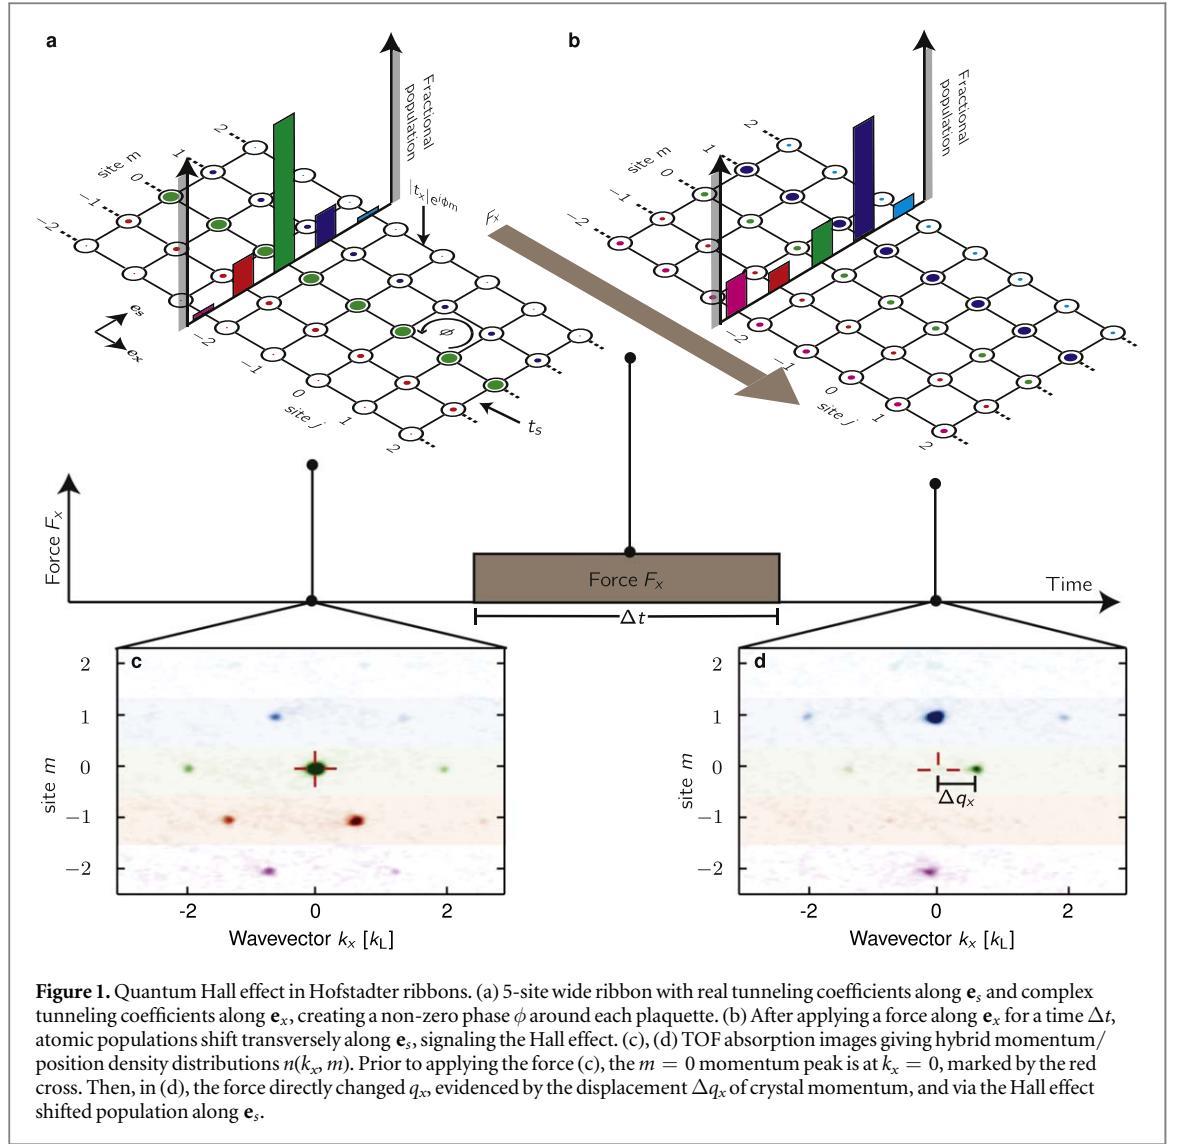 a
b
Fractional
population
Fractional
population
site m
2
1
0
−1
−2
|tₓ|e^{iϕm}
Fₓ
site m
2
1
0
−1
−2
eₛ
eₓ
ϕ
−2
−1
0
1
2
site j
tₛ
−2
−1
0
1
2
site j
Force Fₓ
Force Fₓ
Time
Δt
c
d
site m
2
1
0
−1
−2
-2 0 2
Wavevector kₓ [k_L]
site m
2
1
0
−1
−2
Δqₓ
-2 0 2
Wavevector kₓ [k_L]
Figure 1. Quantum Hall effect in Hofstadter ribbons. (a) 5-site wide ribbon with real tunneling coefficients along eₛ and complex
tunneling coefficients along eₓ, creating a non-zero phase ϕ around each plaquette. (b) After applying a force along eₓ for a time Δt,
atomic populations shift transversely along eₛ, signaling the Hall effect. (c), (d) TOF absorption images giving hybrid momentum/
position density distributions n(kₓ, m). Prior to applying the force (c), the m = 0 momentum peak is at kₓ = 0, marked by the red
cross. Then, in (d), the force directly changed qₓ, evidenced by the displacement Δqₓ of crystal momentum, and via the Hall effect
shifted population along eₛ.